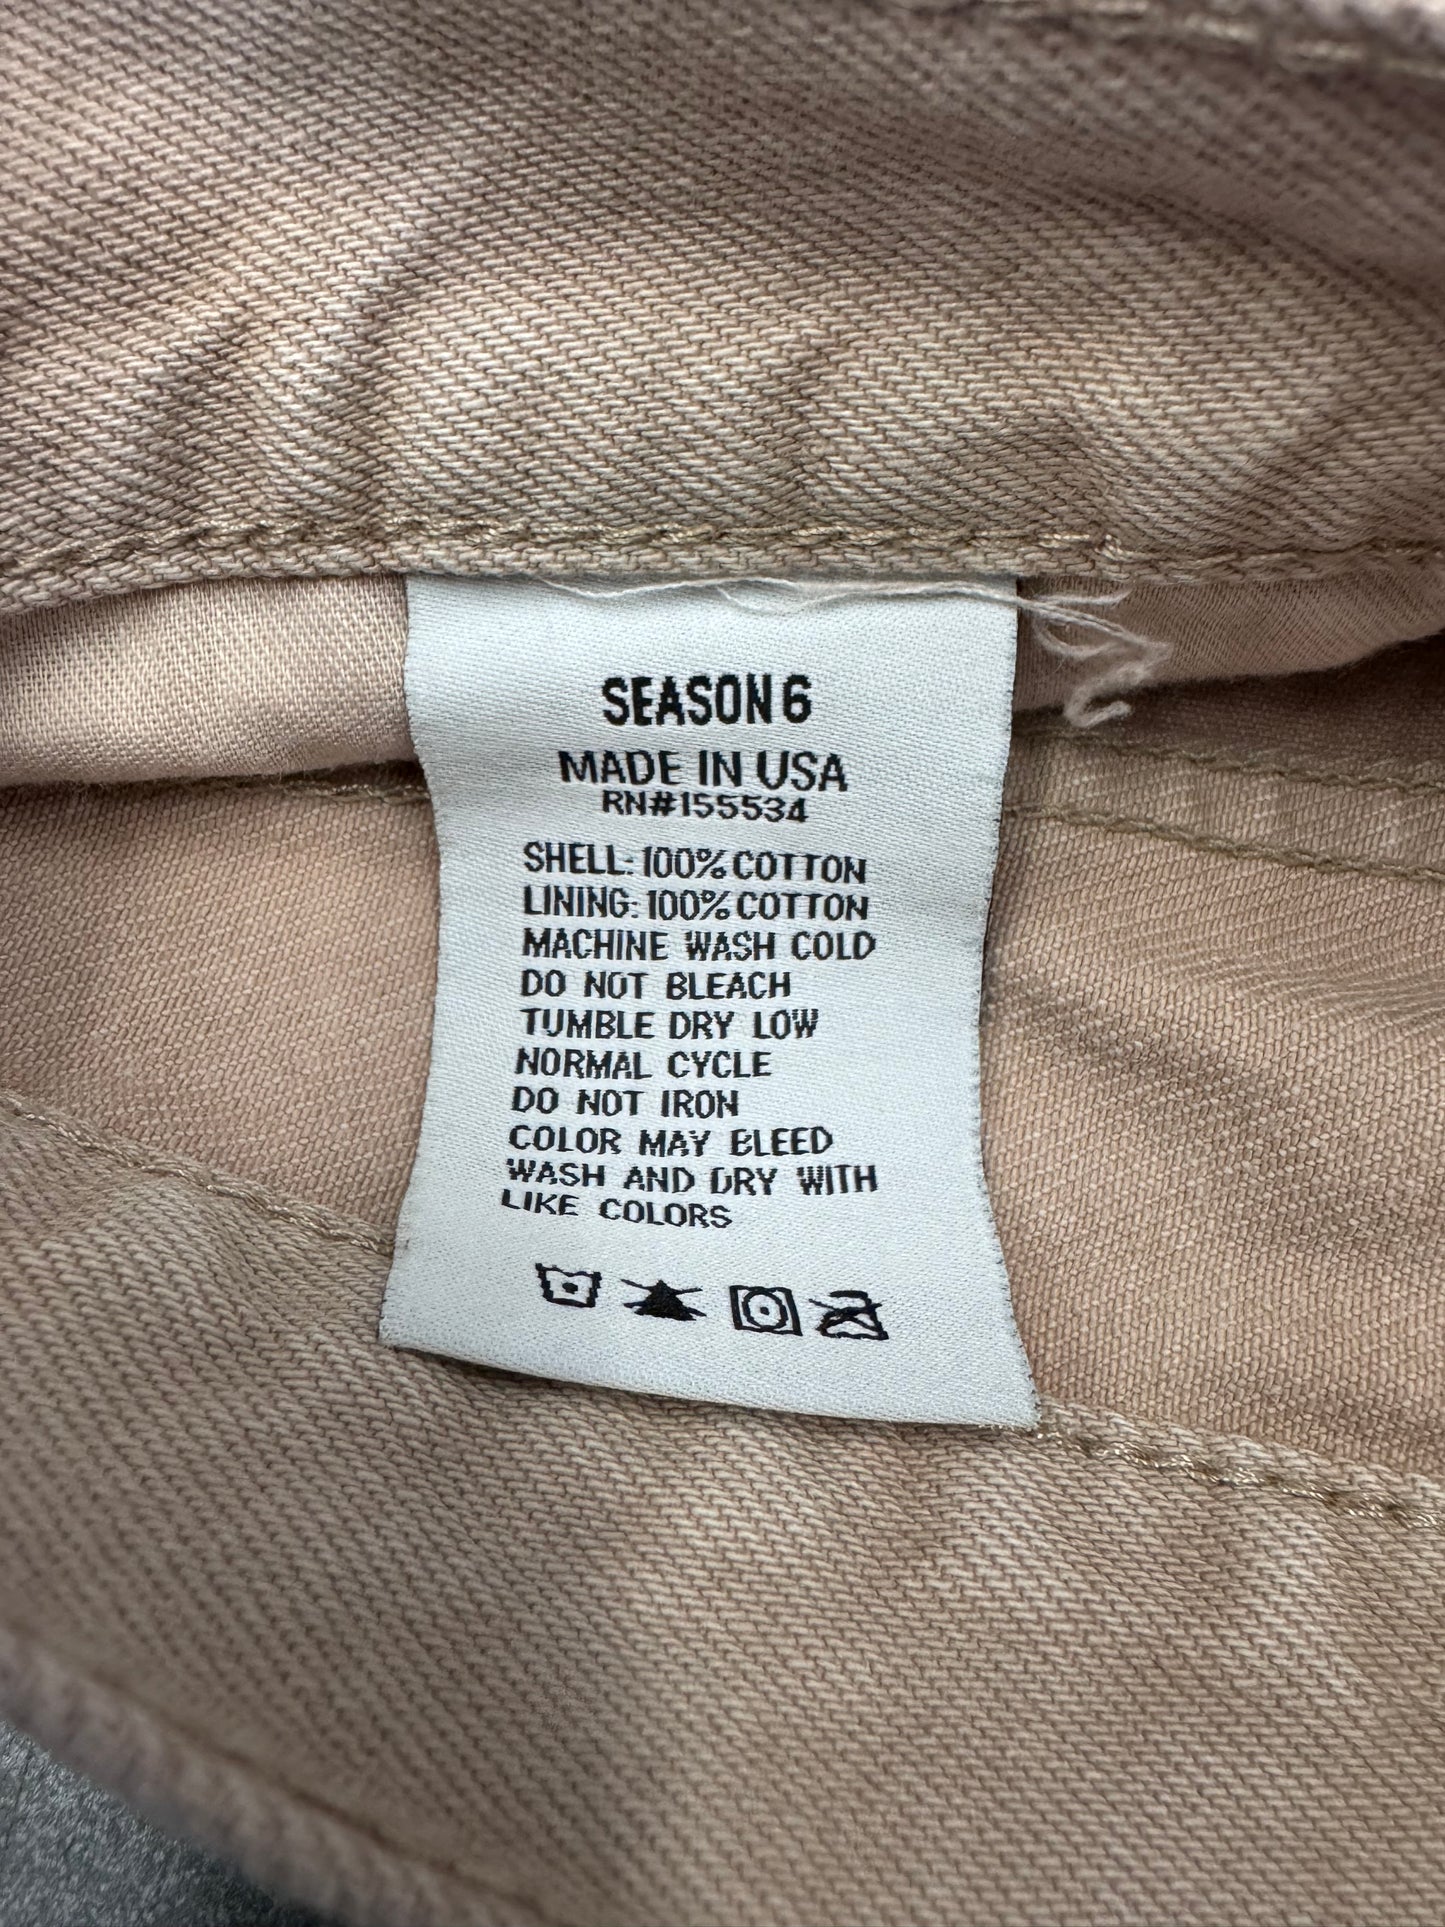 SEASON 6
MADE IN USA
RN#155534
SHELL: 100% COTTON
LINING: 100% COTTON
MACHINE WASH COLD
DO NOT BLEACH
TUMBLE DRY LOW
NORMAL CYCLE
DO NOT IRON
COLOR MAY BLEED
WASH AND DRY WITH
LIKE COLORS